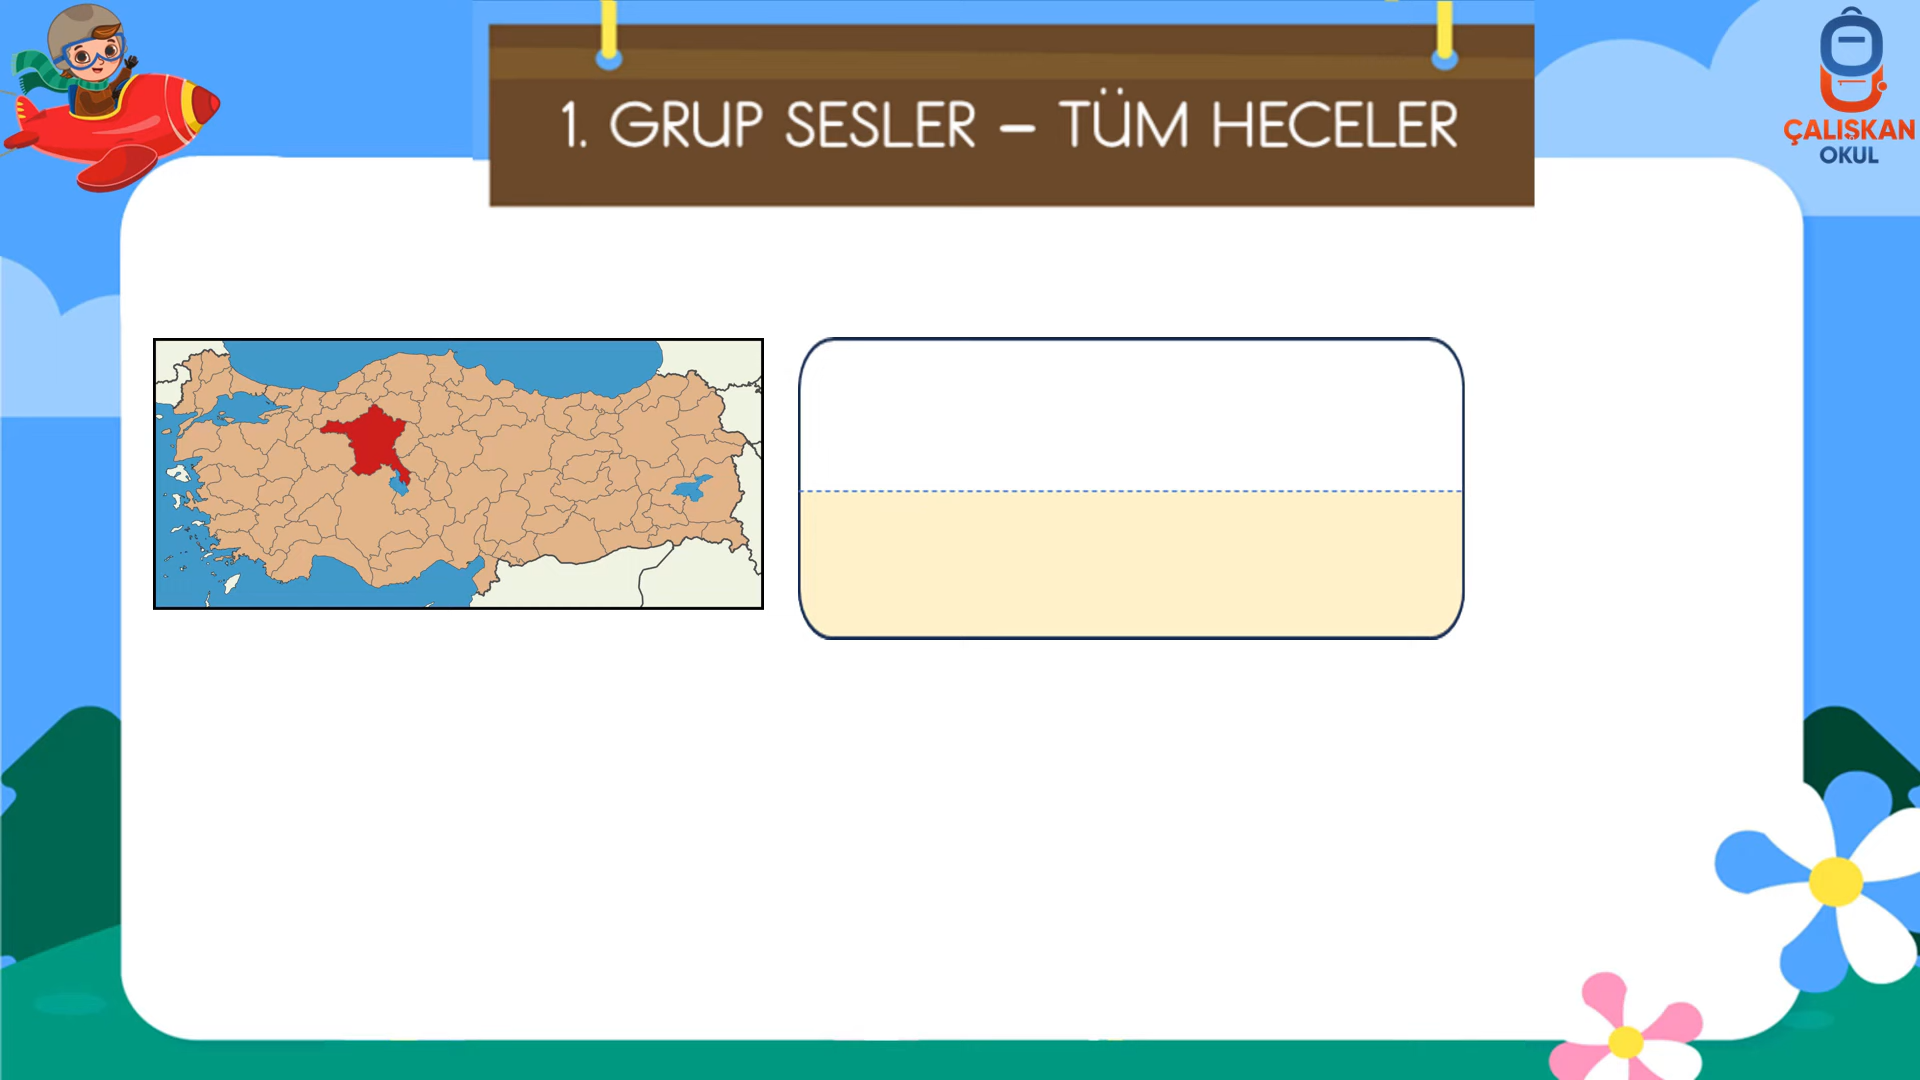 1. GRUP SESLER – TÜM HECELER
ÇALIŞKAN
OKUL